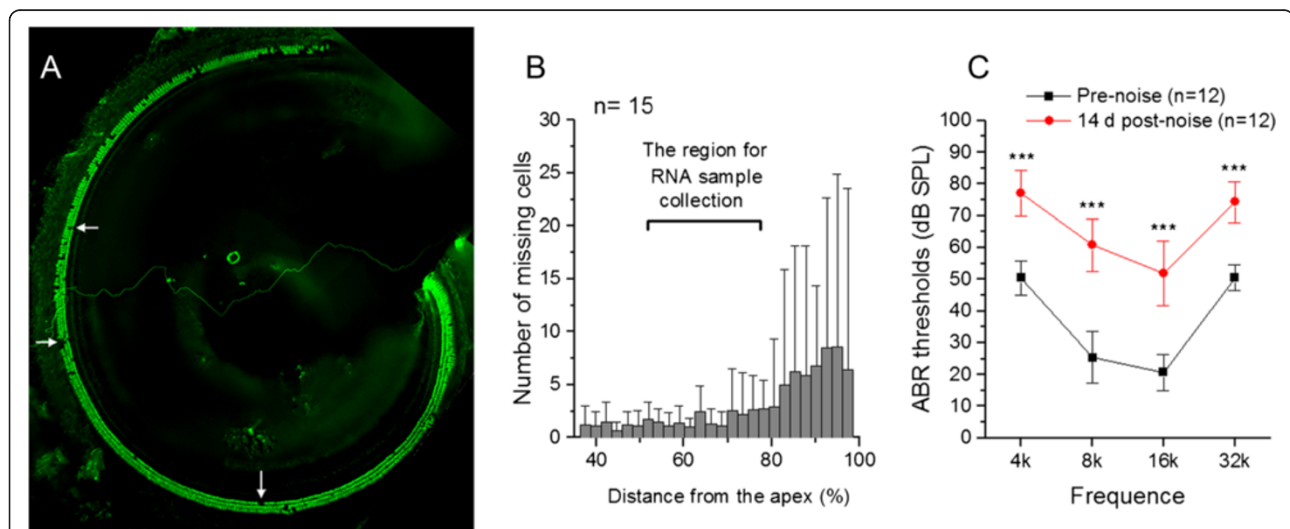 A
B
n= 15
The region for
RNA sample
collection
Number of missing cells
30
25
20
15
10
5
0
40
60
80
100
Distance from the apex (%)
C
Pre-noise (n=12)
14 d post-noise (n=12)
ABR thresholds (dB SPL)
100
90
80
70
60
50
40
30
20
10
0
***
***
***
***
4k
8k
16k
32k
Frequence